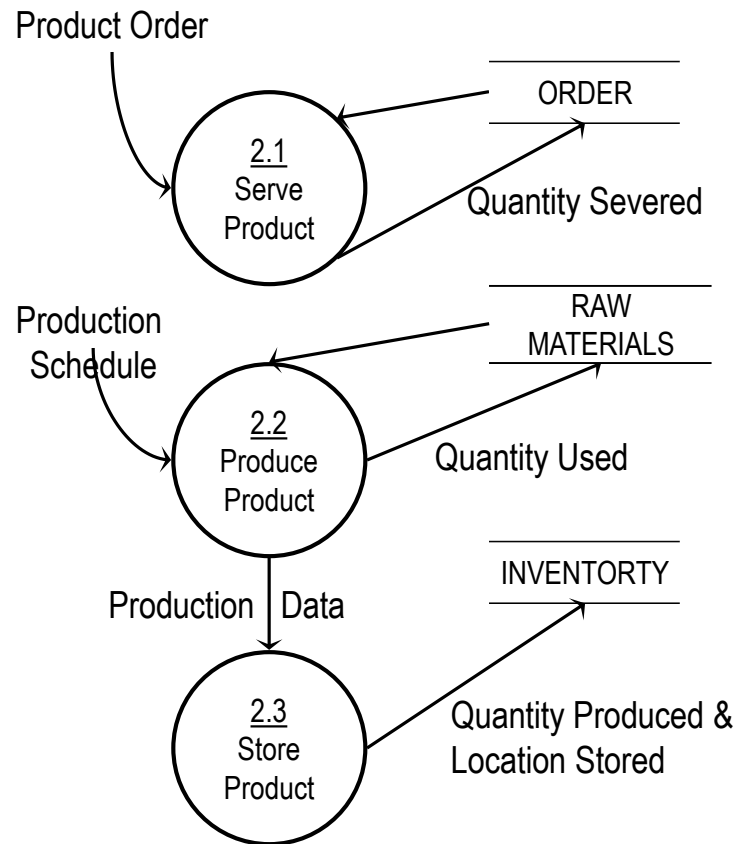 Product Order
ORDER
2.1
Serve
Product
Quantity Severed
Production
Schedule
RAW
MATERIALS
2.2
Produce
Product
Quantity Used
Production Data
INVENTORTY
2.3
Store
Product
Quantity Produced &
Location Stored